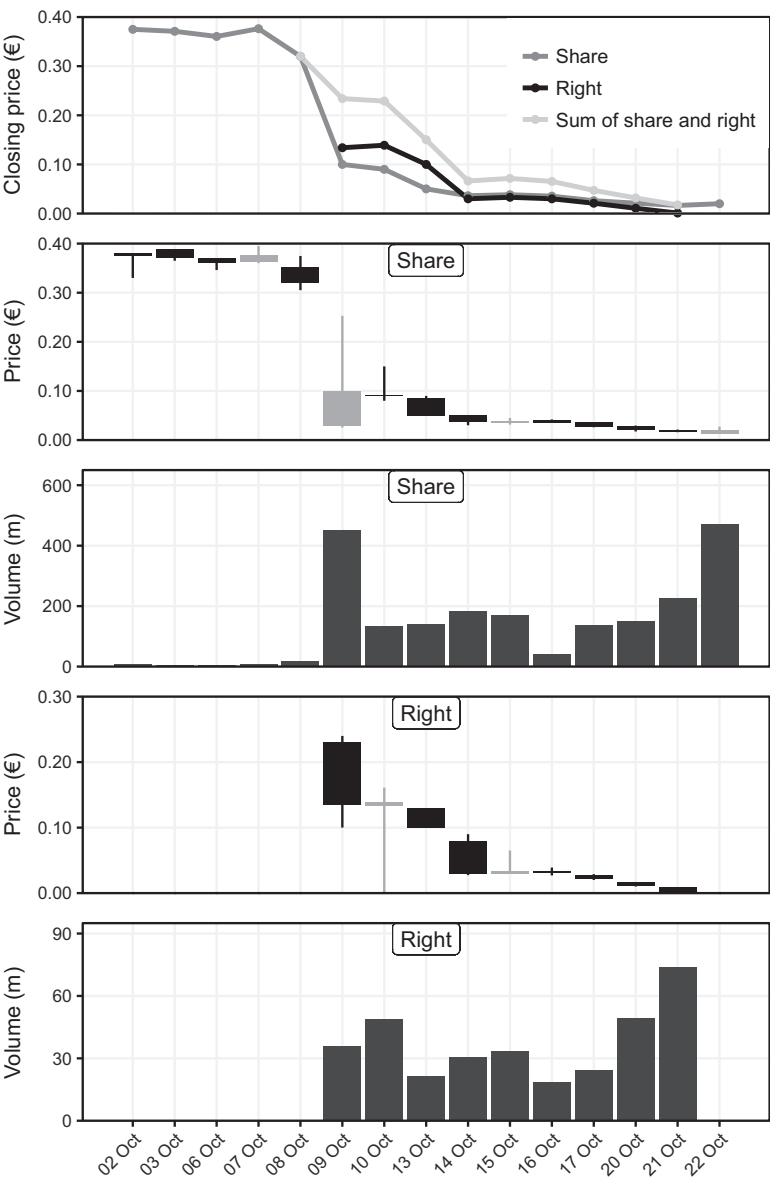 Closing price (€)
0.40
0.30
0.20
0.10
0.00
Share
Right
Sum of share and right
Price (€)
0.40
0.30
0.20
0.10
0.00
Share
Volume (m)
600
400
200
0
Share
Price (€)
0.30
0.20
0.10
0.00
Right
Volume (m)
90
60
30
0
Right
02 Oct
03 Oct
06 Oct
07 Oct
08 Oct
09 Oct
10 Oct
13 Oct
14 Oct
15 Oct
16 Oct
17 Oct
20 Oct
21 Oct
22 Oct